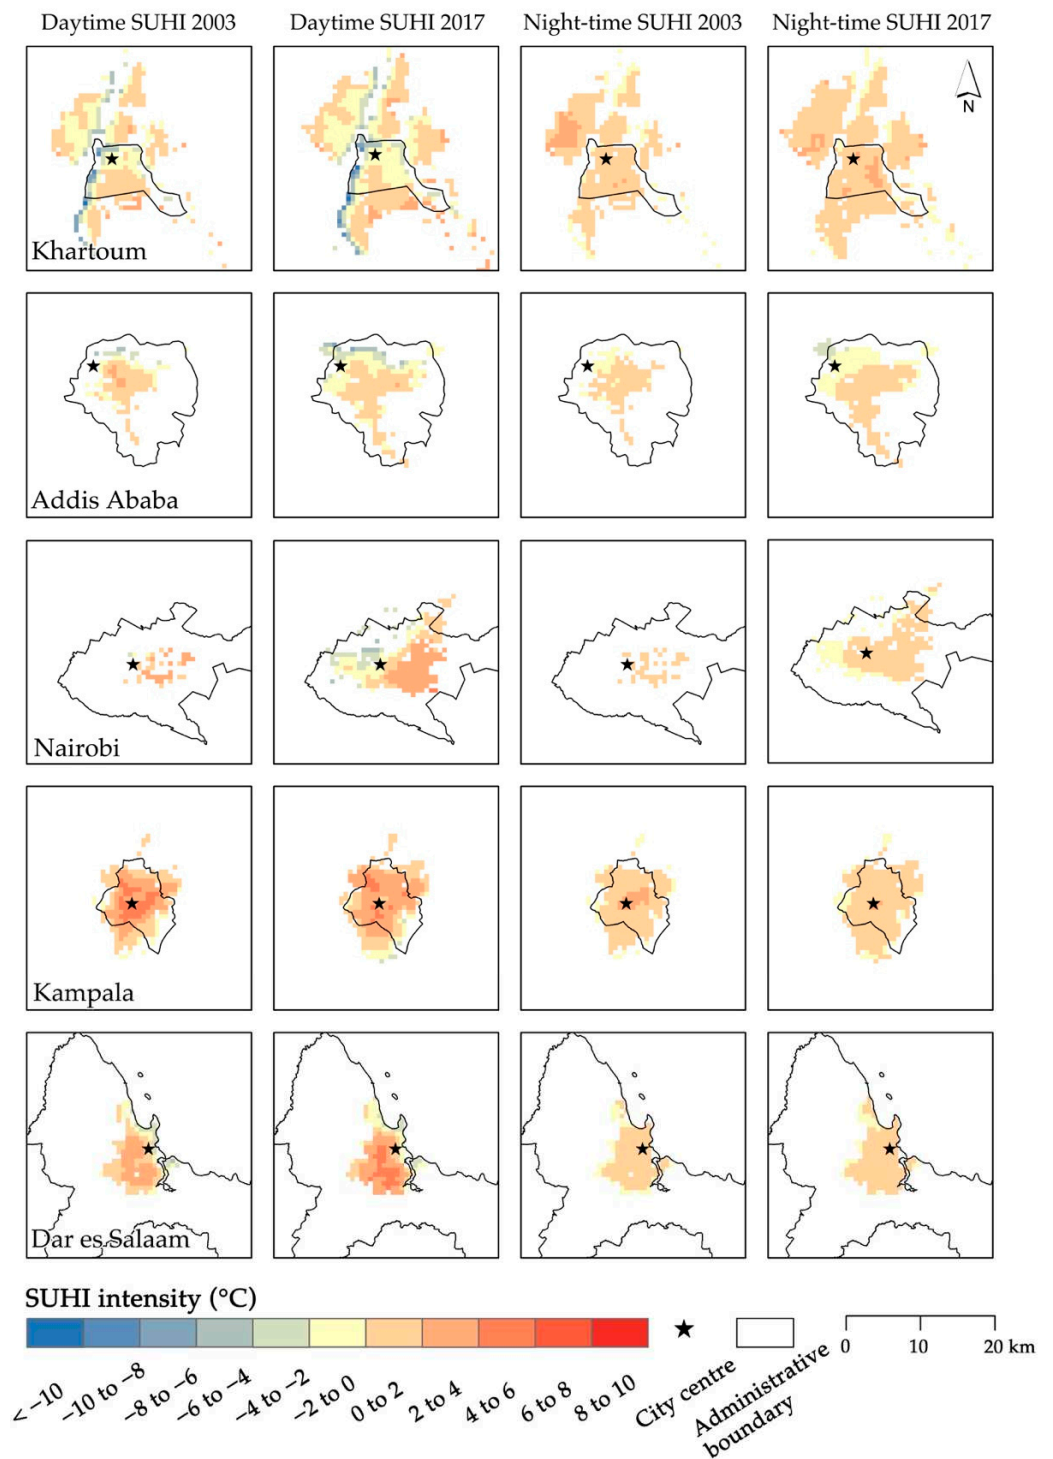 Daytime SUHI 2003
Daytime SUHI 2017
Night-time SUHI 2003
Night-time SUHI 2017
N
Khartoum
Addis Ababa
Nairobi
Kampala
Dar es Salaam
SUHI intensity (°C)
< −10
−10 to −8
−8 to −6
−6 to −4
−4 to −2
−2 to 0
0 to 2
2 to 4
4 to 6
6 to 8
8 to 10
City centre
Administrative
boundary
0 10 20 km